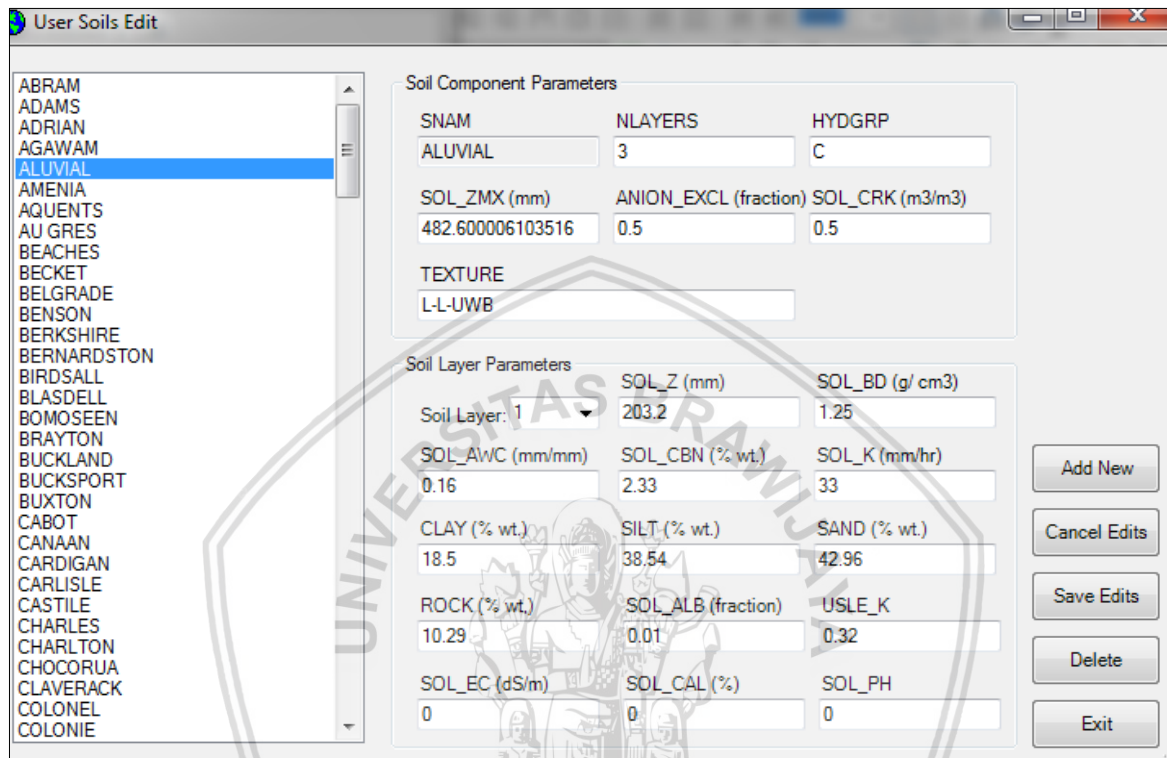 User Soils Edit
ABRAM
ADAMS
ADRIAN
AGAWAM
ALUVIAL
AMENIA
AQUENTS
AU GRES
BEACHES
BECKET
BELGRADE
BENSON
BERKSHIRE
BERNARDSTON
BIRDSALL
BLASDELL
BOMOSEEN
BRAYTON
BUCKLAND
BUCKSPORT
BUXTON
CABOT
CANAAN
CARDIGAN
CARLISLE
CASTILE
CHARLES
CHARLTON
CHOCORUA
CLAVERACK
COLONEL
COLONIE
Soil Component Parameters
SNAM NLAYERS HYDGRP
ALUVIAL 3 C
SOL_ZMX (mm) ANION_EXCL (fraction) SOL_CRK (m3/m3)
482.600006103516 0.5 0.5
TEXTURE
L-L-UWB
Soil Layer Parameters
SOL_Z (mm) SOL_BD (g/ cm3)
Soil Layer: 1 203.2 1.25
SOL_AWC (mm/mm) SOL_CBN (% wt.) SOL_K (mm/hr)
0.16 2.33 33
CLAY (% wt.) SILT (% wt.) SAND (% wt.)
18.5 38.54 42.96
ROCK (% wt,) SOL_ALB (fraction) USLE_K
10.29 0.01 0.32
SOL_EC (dS/m) SOL_CAL (%) SOL_PH
0 0 0
Add New
Cancel Edits
Save Edits
Delete
Exit
UNIVERSITAS BRAWIJAYA